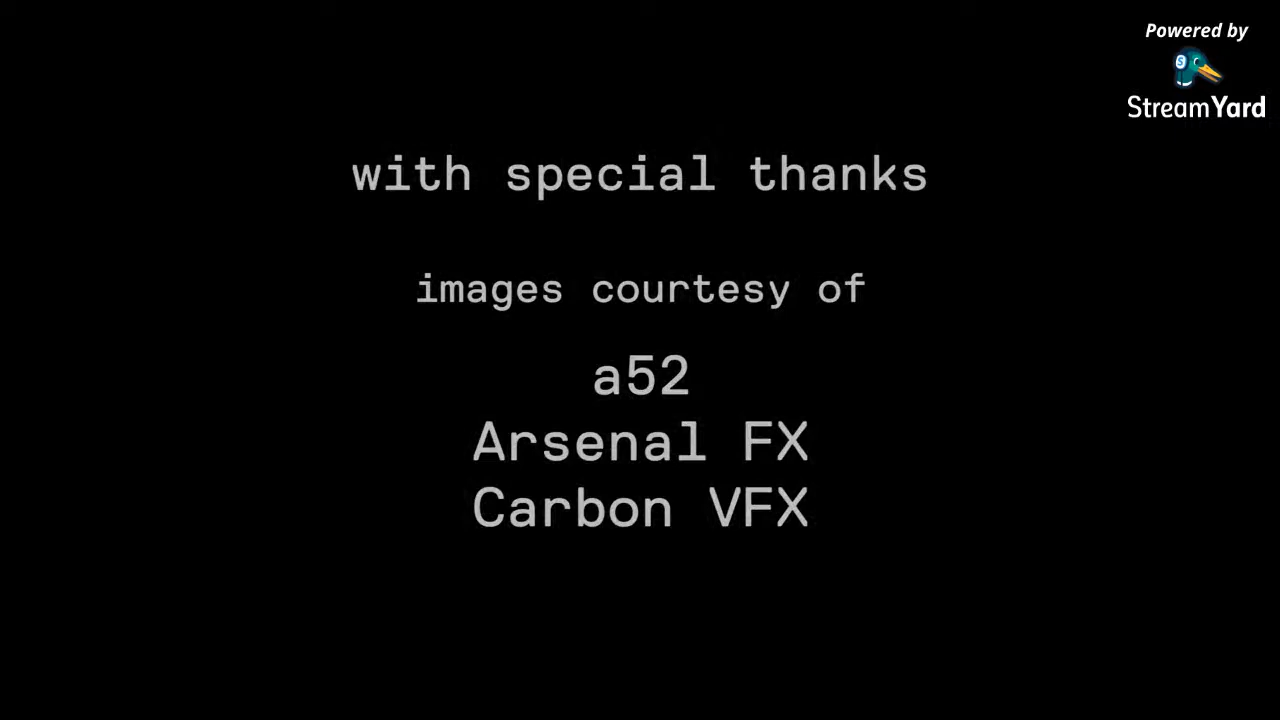 Powered by
StreamYard
with special thanks
images courtesy of
a52
Arsenal FX
Carbon VFX